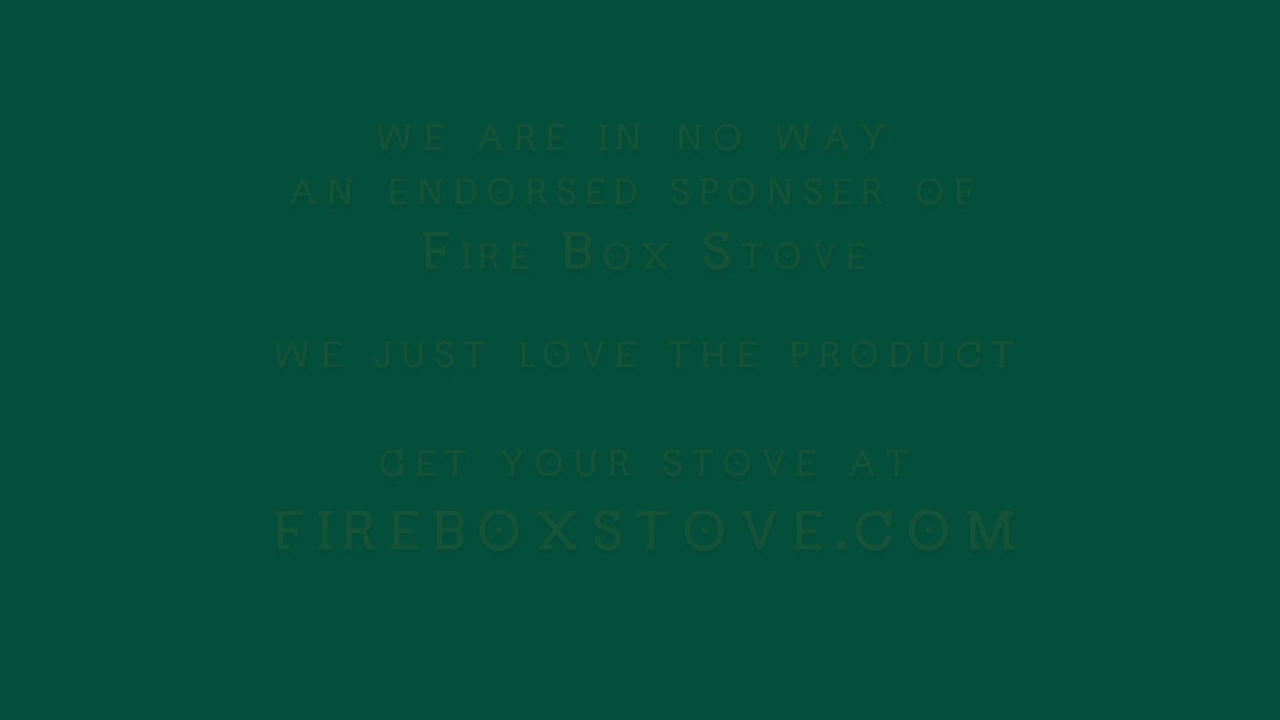 WE ARE IN NO WAY
AN ENDORSED SPONSER OF
FIRE BOX STOVE
WE JUST LOVE THE PRODUCT
GET YOUR STOVE AT
FIREBOXSTOVE.COM